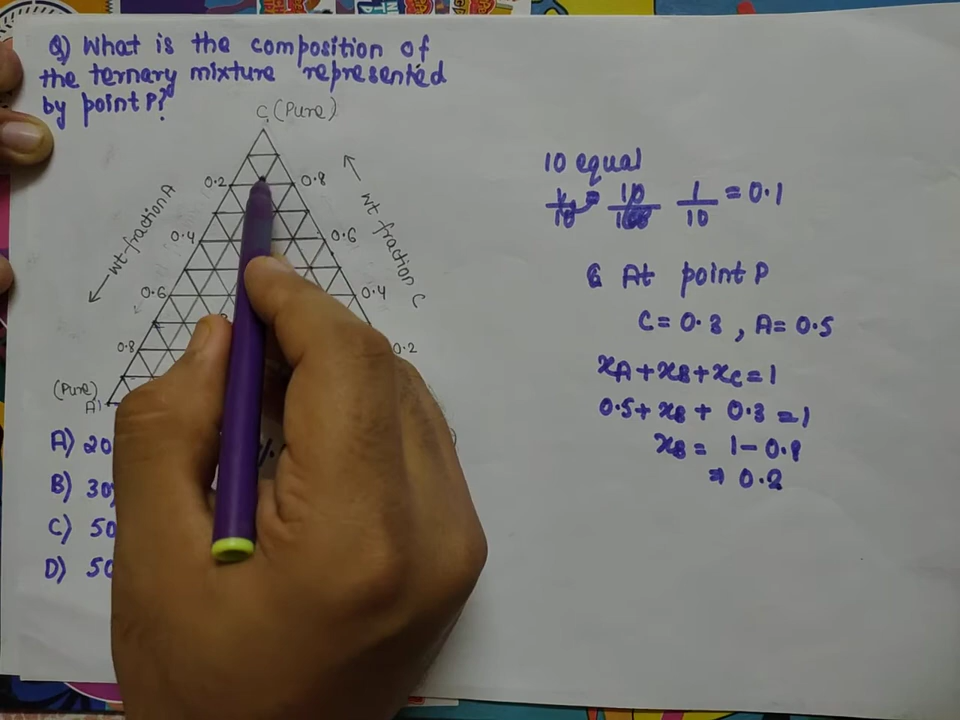 Q) What is the composition of
the ternary mixture represented
by point P?
C (Pure)
0.2
0.8
wt-fraction A
wt-fraction C
0.4
0.6
0.6
0.4
0.8
0.2
(Pure)
A
A) 20
B) 30
C) 50
D) 50
10 equal
1/10 = 10/100 1/10 = 0.1
At point P
C = 0.3, A = 0.5
xA + xB + xC = 1
0.5 + xB + 0.3 = 1
xB = 1 - 0.8
⇒ 0.2